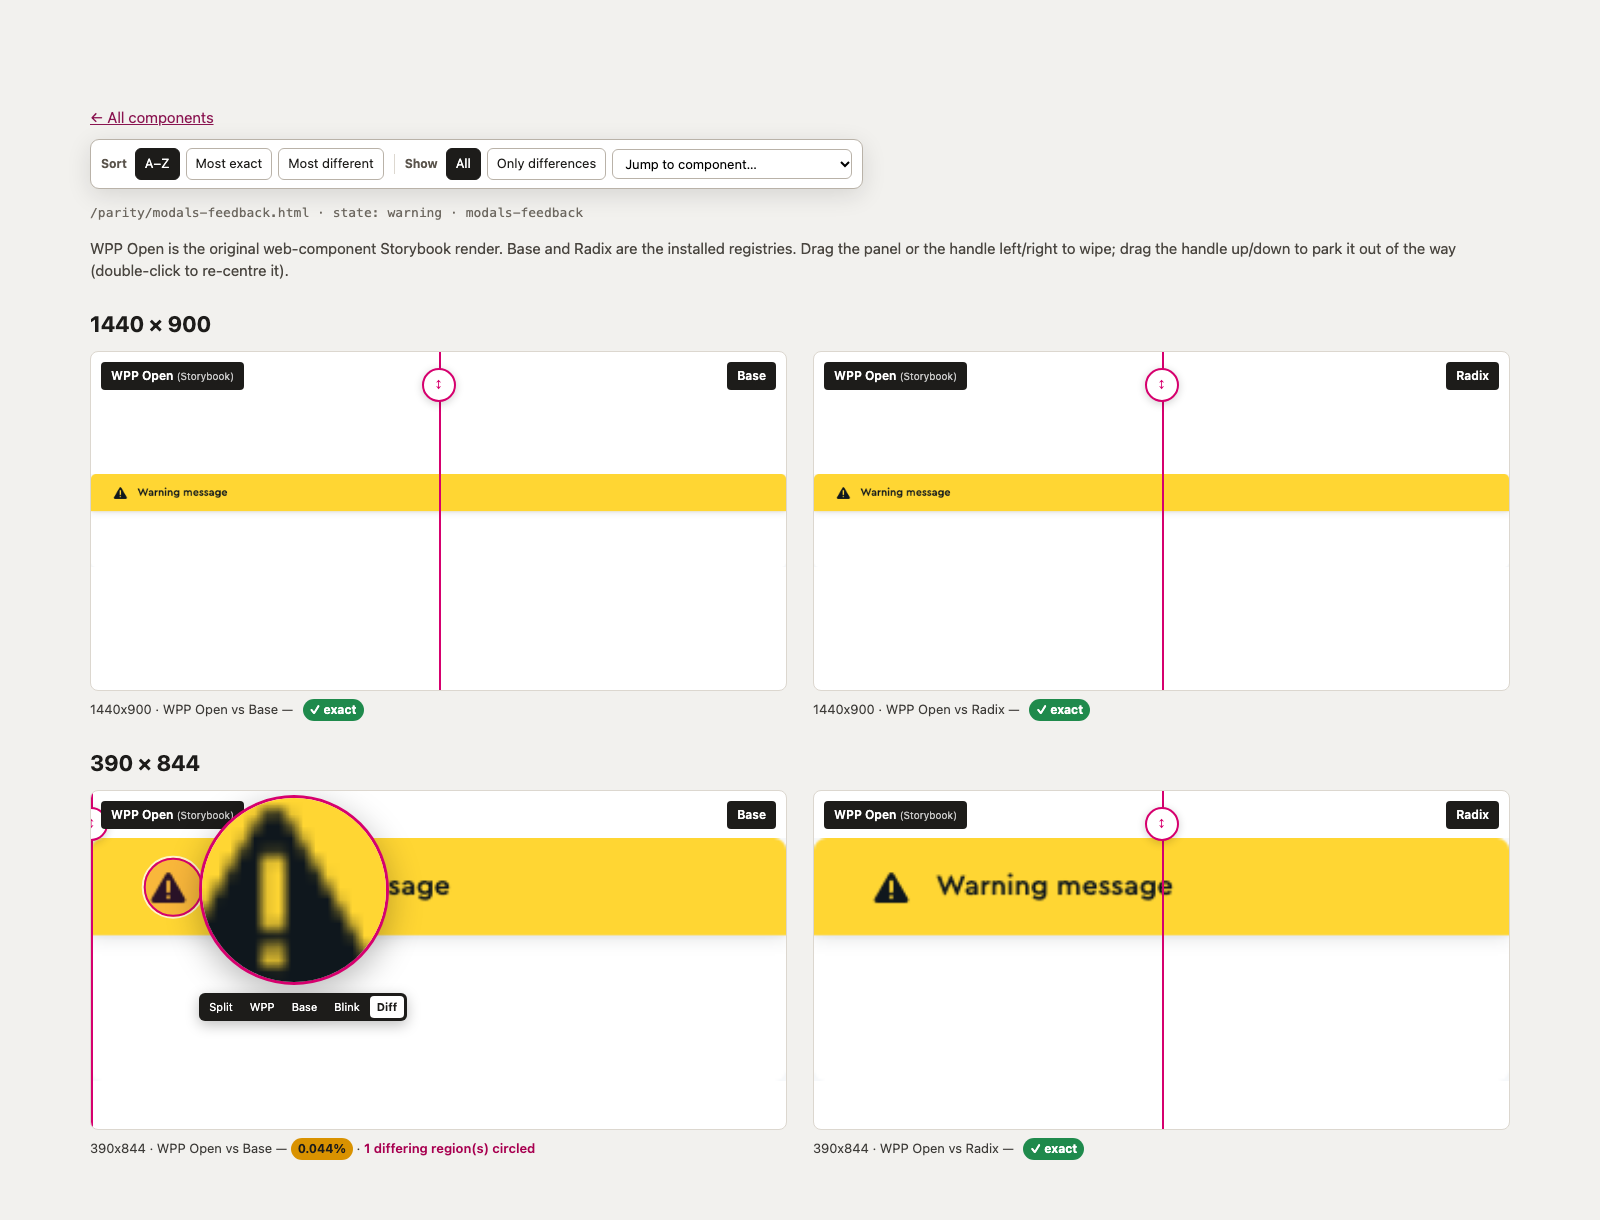 ← All components
Sort A–Z Most exact Most different Show All Only differences Jump to component...
/parity/modals-feedback.html · state: warning · modals-feedback
WPP Open is the original web-component Storybook render. Base and Radix are the installed registries. Drag the panel or the handle left/right to wipe; drag the handle up/down to park it out of the way
(double-click to re-centre it).
1440 × 900
WPP Open (Storybook) Base
Warning message
1440x900 · WPP Open vs Base — ✓ exact
WPP Open (Storybook) Radix
Warning message
1440x900 · WPP Open vs Radix — ✓ exact
390 × 844
WPP Open (Storybook) Base
sage
Split WPP Base Blink Diff
390x844 · WPP Open vs Base — 0.044% · 1 differing region(s) circled
WPP Open (Storybook) Radix
Warning message
390x844 · WPP Open vs Radix — ✓ exact